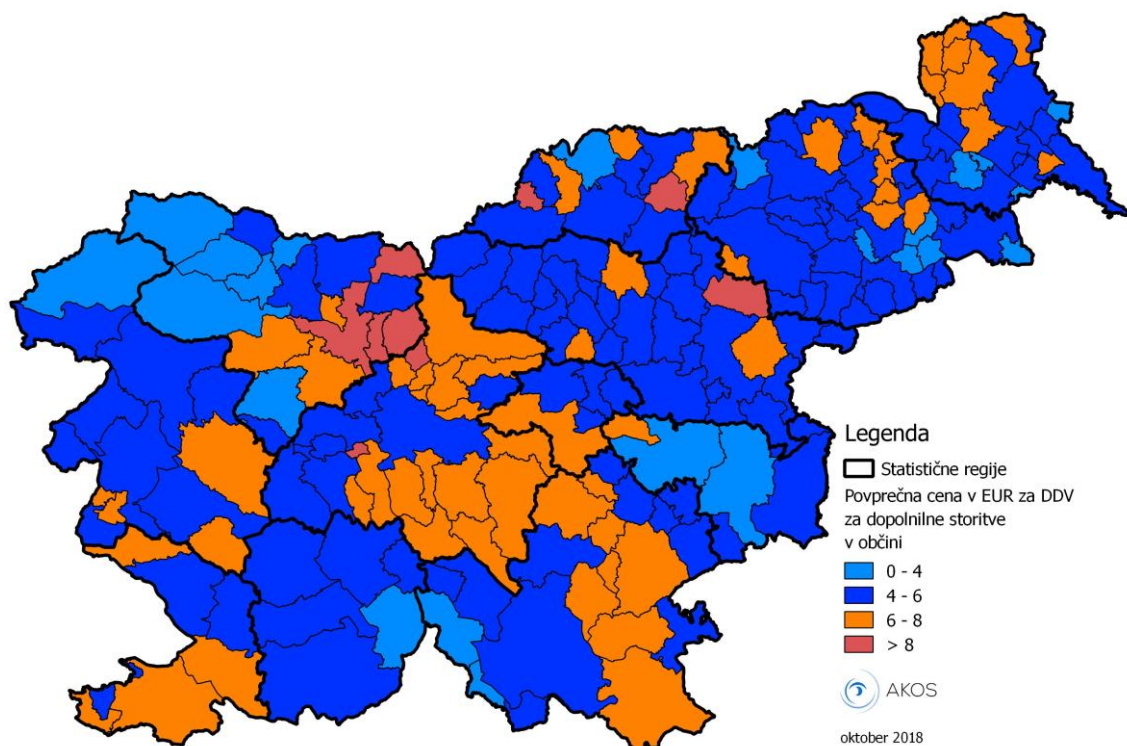 Legenda
Statistične regije
Povprečna cena v EUR za DDV
za dopolnilne storitve
v občini
0 - 4
4 - 6
6 - 8
> 8
AKOS
oktober 2018